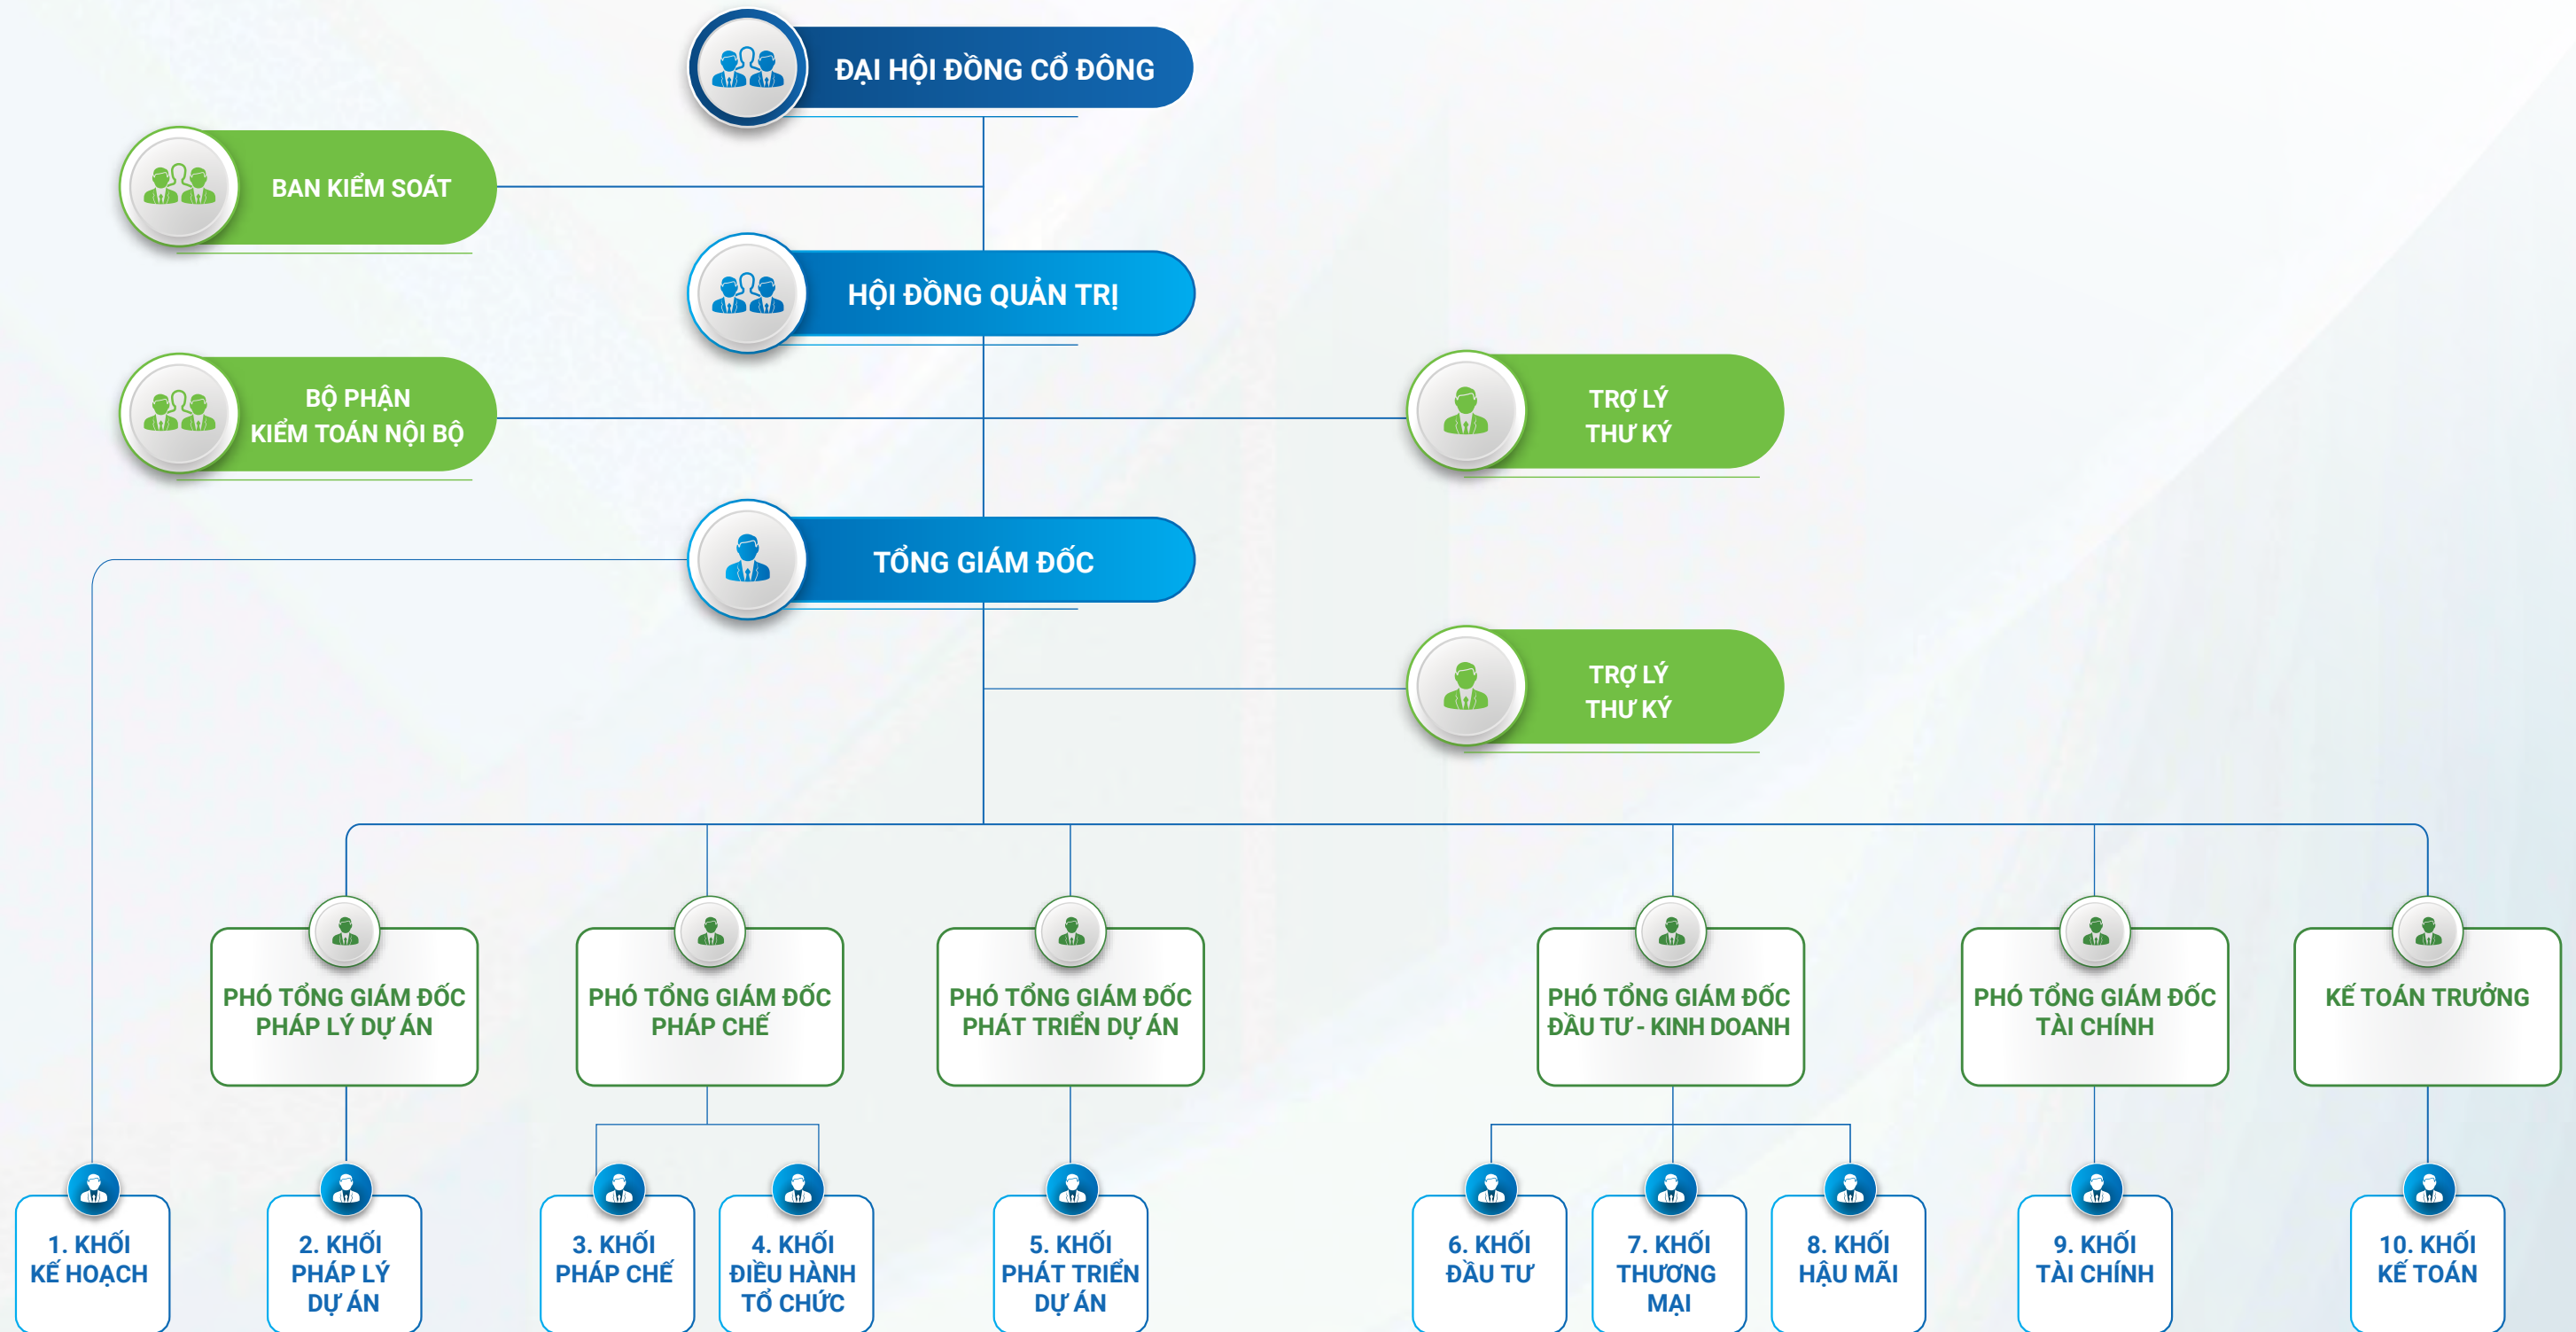 ĐẠI HỘI ĐỒNG CỔ ĐÔNG
BAN KIỂM SOÁT
HỘI ĐỒNG QUẢN TRỊ
BỘ PHẬN
KIỂM TOÁN NỘI BỘ
TRỢ LÝ
THƯ KÝ
TỔNG GIÁM ĐỐC
TRỢ LÝ
THƯ KÝ
PHÓ TỔNG GIÁM ĐỐC
PHÁP LÝ DỰ ÁN
PHÓ TỔNG GIÁM ĐỐC
PHÁP CHẾ
PHÓ TỔNG GIÁM ĐỐC
PHÁT TRIỂN DỰ ÁN
PHÓ TỔNG GIÁM ĐỐC
ĐẦU TƯ - KINH DOANH
PHÓ TỔNG GIÁM ĐỐC
TÀI CHÍNH
KẾ TOÁN TRƯỞNG
1. KHỐI
KẾ HOẠCH
2. KHỐI
PHÁP LÝ
DỰ ÁN
3. KHỐI
PHÁP CHẾ
4. KHỐI
ĐIỀU HÀNH
TỔ CHỨC
5. KHỐI
PHÁT TRIỂN
DỰ ÁN
6. KHỐI
ĐẦU TƯ
7. KHỐI
THƯƠNG
MẠI
8. KHỐI
HẬU MÃI
9. KHỐI
TÀI CHÍNH
10. KHỐI
KẾ TOÁN